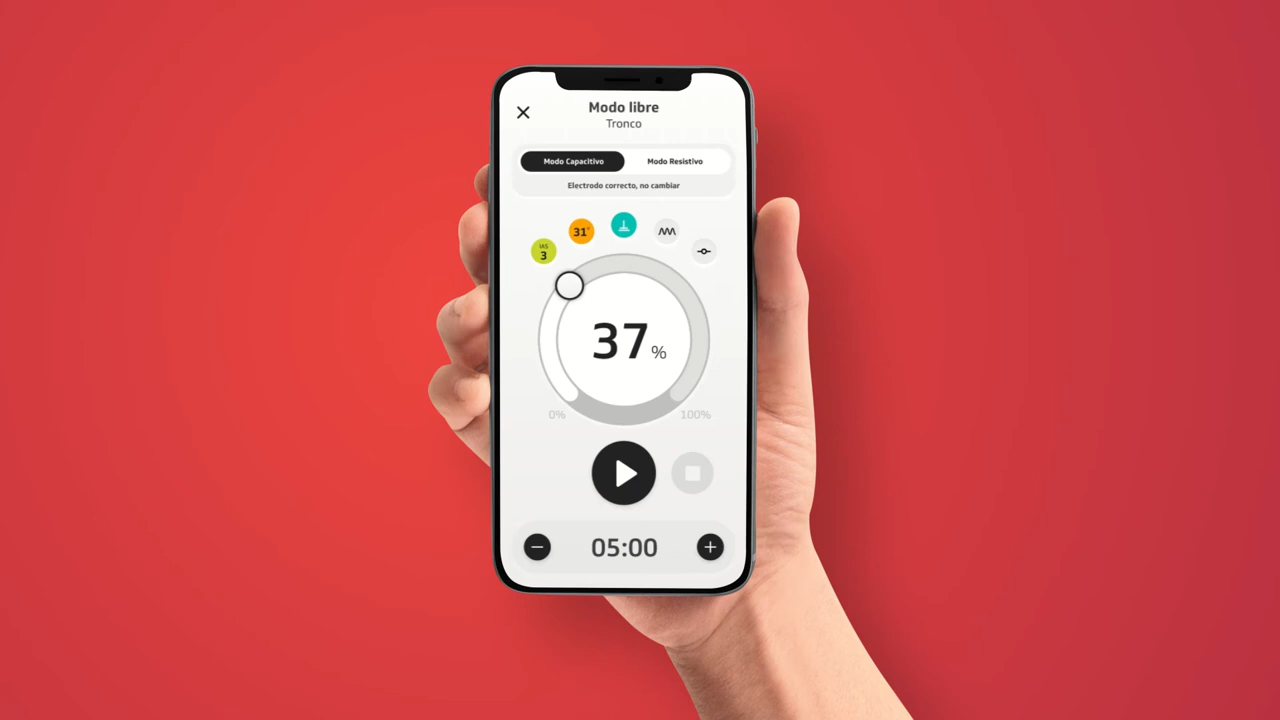 Modo libre
Tronco
Modo Capacitivo Modo Resistivo
Electrodo correcto, no cambiar
IAS
3
31°
37%
0% 100%
05:00